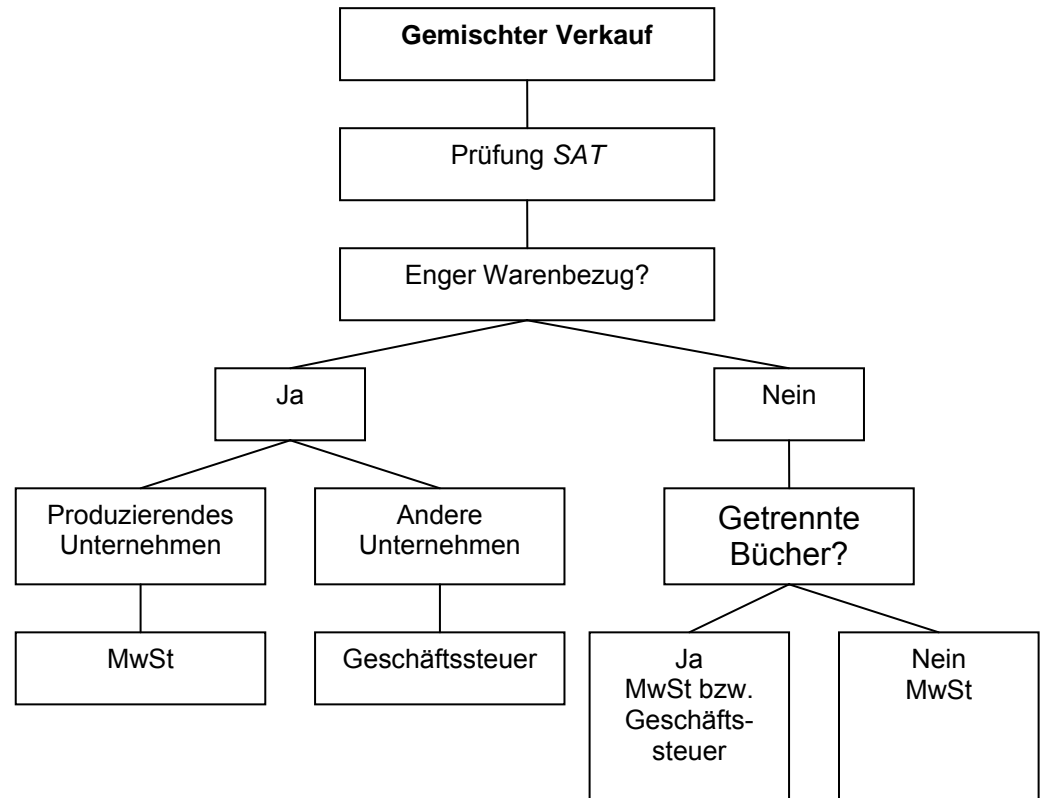 Gemischter Verkauf
Prüfung SAT
Enger Warenbezug?
Ja
Nein
Produzierendes
Unternehmen
Andere
Unternehmen
Getrennte
Bücher?
MwSt
Geschäftssteuer
Ja
MwSt bzw.
Geschäfts-
steuer
Nein
MwSt